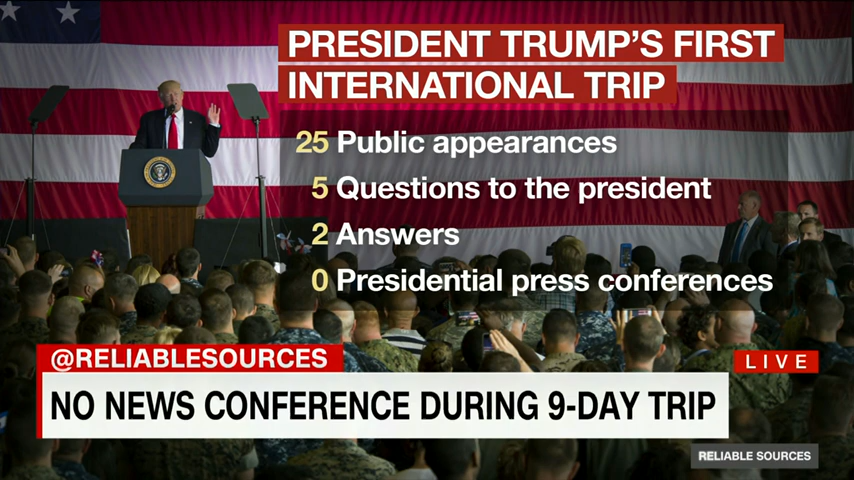 PRESIDENT TRUMP'S FIRST
INTERNATIONAL TRIP
25 Public appearances
5 Questions to the president
2 Answers
0 Presidential press conferences
@RELIABLESOURCES
LIVE
NO NEWS CONFERENCE DURING 9-DAY TRIP
RELIABLE SOURCES